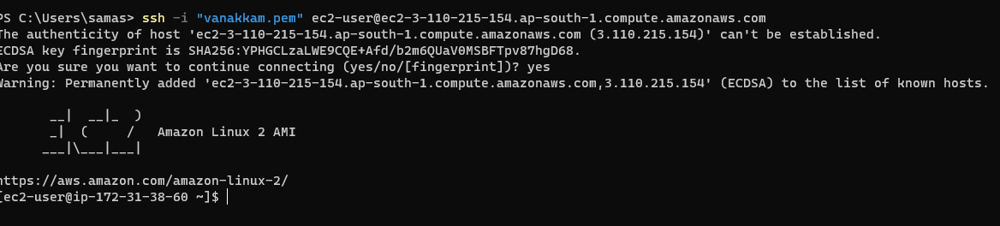 PS C:\Users\samas> ssh -i "vanakkam.pem" ec2-user@ec2-3-110-215-154.ap-south-1.compute.amazonaws.com
The authenticity of host 'ec2-3-110-215-154.ap-south-1.compute.amazonaws.com (3.110.215.154)' can't be established.
ECDSA key fingerprint is SHA256:YPHGCLzaLWE9CQE+Afd/b2m6QUaV0MSBFTpv87hgD68.
Are you sure you want to continue connecting (yes/no/[fingerprint])? yes
Warning: Permanently added 'ec2-3-110-215-154.ap-south-1.compute.amazonaws.com,3.110.215.154' (ECDSA) to the list of known hosts.

       __|  __|_  )
       _|  (     /   Amazon Linux 2 AMI
      ___|\___|___|

https://aws.amazon.com/amazon-linux-2/
[ec2-user@ip-172-31-38-60 ~]$